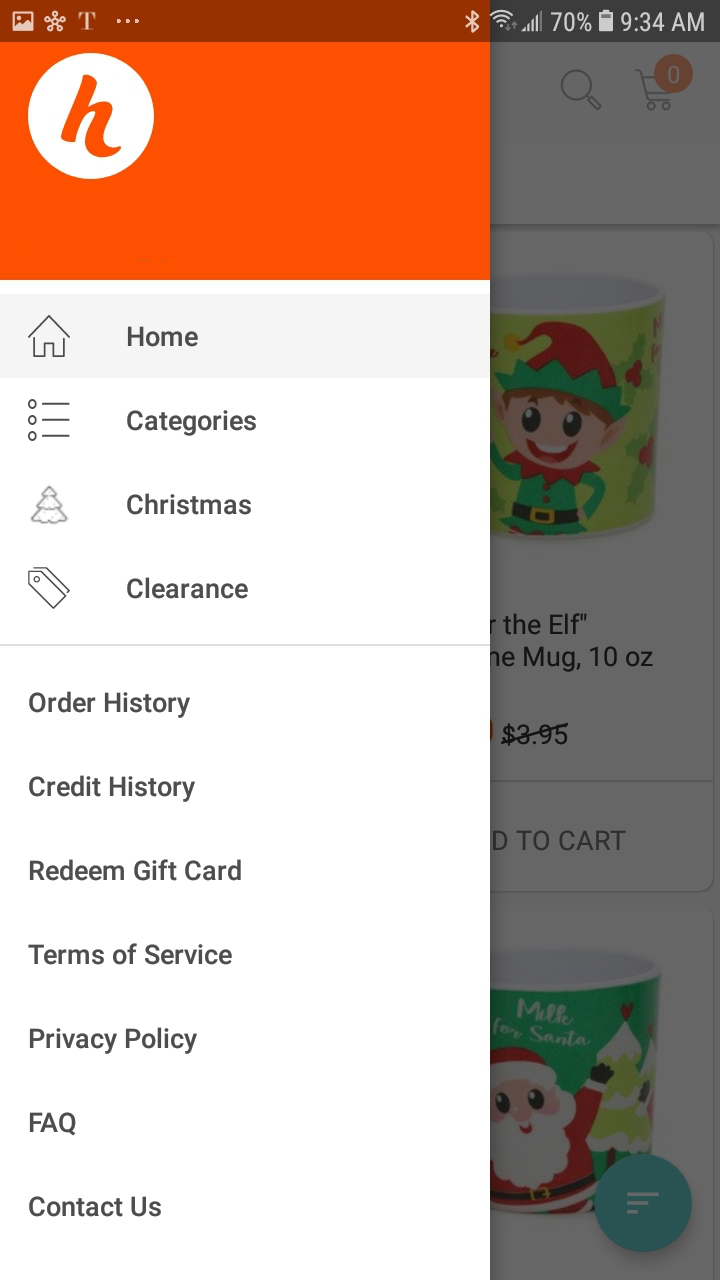 T ... 70% 9:34 AM
h
0
Home
Categories
Christmas
Clearance
Order History
Credit History
Redeem Gift Card
Terms of Service
Privacy Policy
FAQ
Contact Us
the Elf"
Mug, 10 oz
$3.95
TO CART
Milk
for Santa